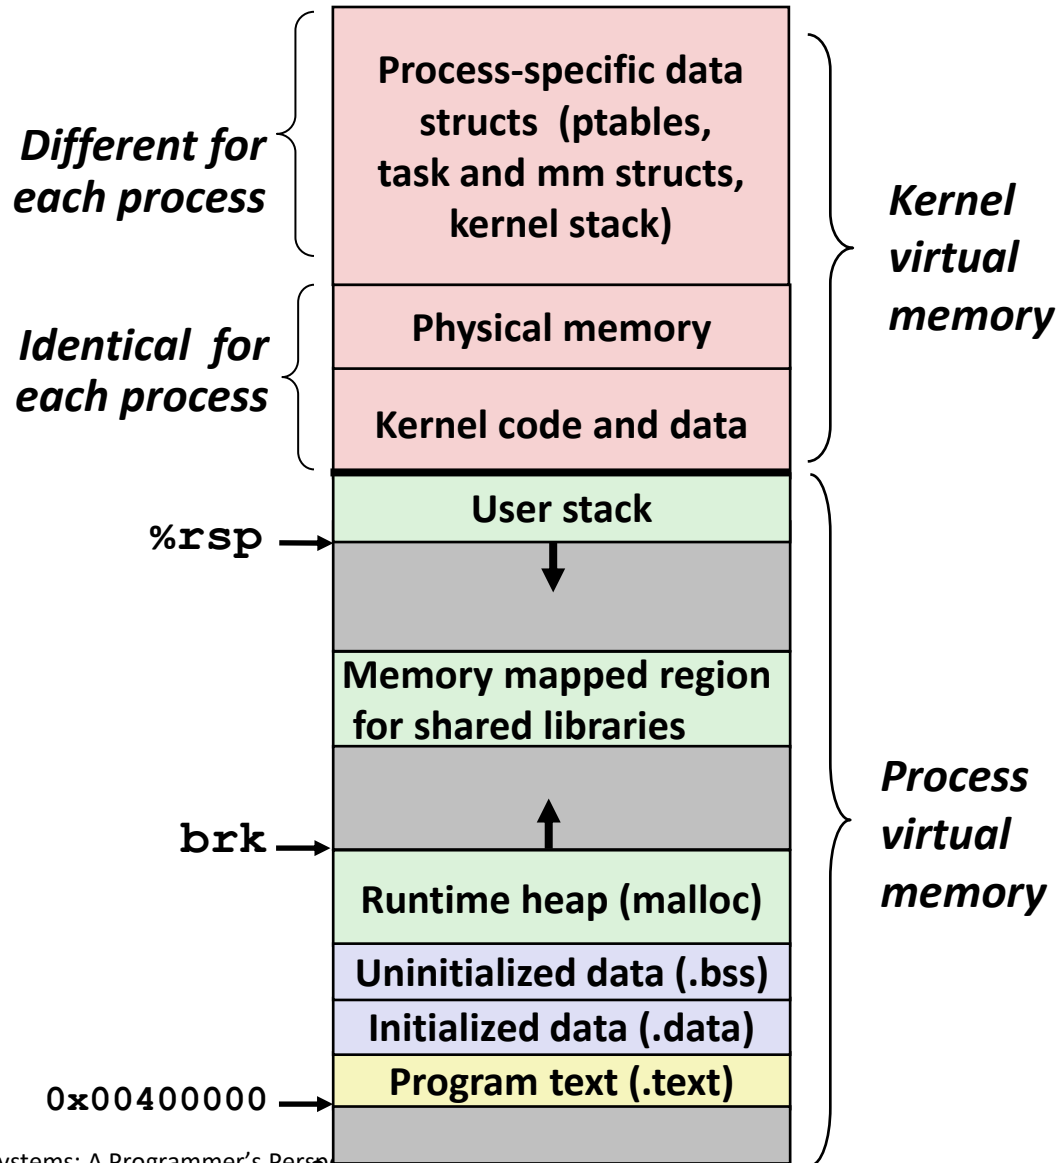 Process-specific data
structs (ptables,
task and mm structs,
kernel stack)
Different for
each process
Kernel
virtual
memory
Physical memory
Identical for
each process
Kernel code and data
User stack
%rsp
Memory mapped region
for shared libraries
Process
virtual
memory
brk
Runtime heap (malloc)
Uninitialized data (.bss)
Initialized data (.data)
Program text (.text)
0x00400000
ystems: A Programmer's